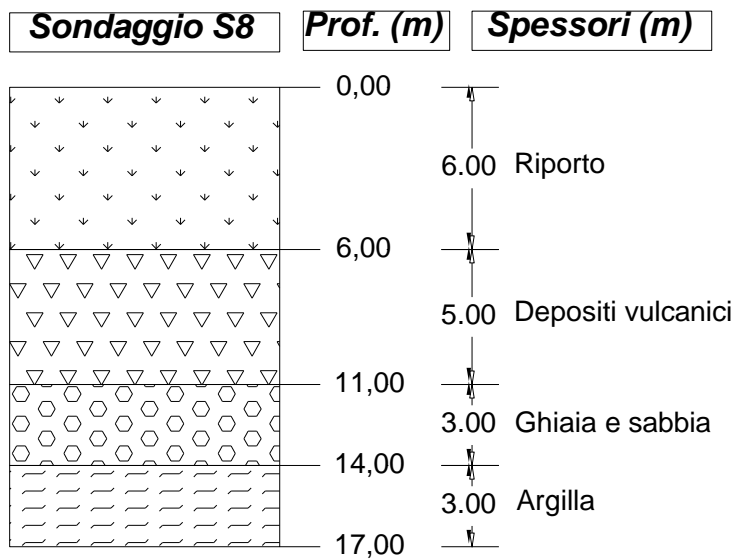 Sondaggio S8 Prof. (m) Spessori (m)
0,00
6.00 Riporto
6,00
5.00 Depositi vulcanici
11,00
3.00 Ghiaia e sabbia
14,00
3.00 Argilla
17,00